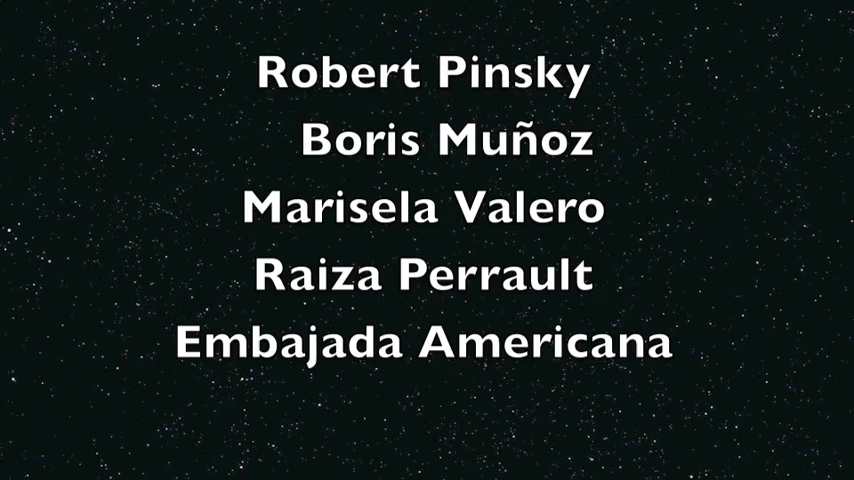 Robert Pinsky
Boris Muñoz
Marisela Valero
Raiza Perrault
Embajada Americana